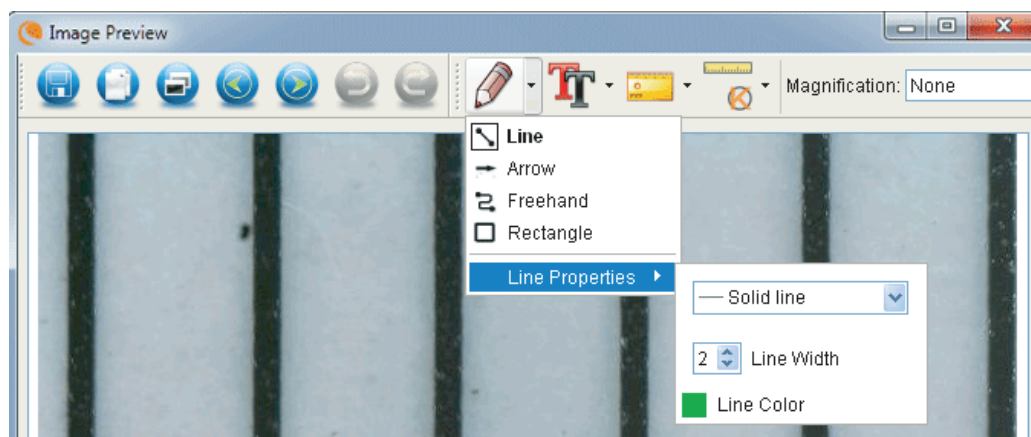 Image Preview
Magnification: None
Line
Arrow
Freehand
Rectangle
Line Properties
Solid line
2 Line Width
Line Color